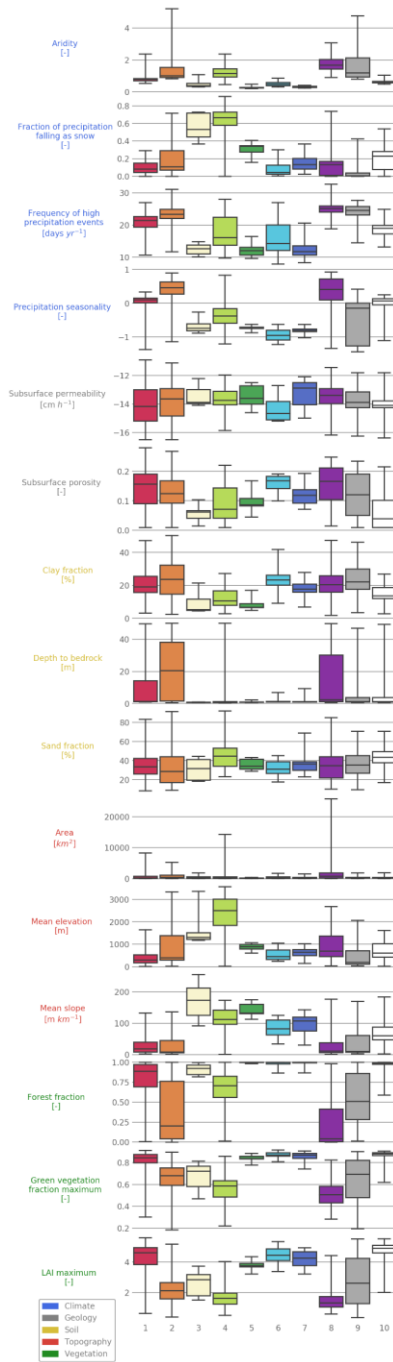 Aridity
[-]
4
2
0
Fraction of precipitation
falling as snow
[-]
0.8
0.6
0.4
0.2
0.0
Frequency of high
precipitation events
[days yr⁻¹]
30
20
10
Precipitation seasonality
[-]
1
0
−1
Subsurface permeability
[cm h⁻¹]
−12
−14
−16
Subsurface porosity
[-]
0.2
0.1
0.0
Clay fraction
[%]
40
20
0
Depth to bedrock
[m]
40
20
0
Sand fraction
[%]
80
60
40
20
0
Area
[km²]
20000
10000
0
Mean elevation
[m]
3000
2000
1000
0
Mean slope
[m km⁻¹]
200
100
0
Forest fraction
[-]
1.00
0.75
0.50
0.25
0.00
Green vegetation
fraction maximum
[-]
0.8
0.6
0.4
0.2
LAI maximum
[-]
4
2
Climate
Geology
Soil
Topography
Vegetation
1 2 3 4 5 6 7 8 9 10